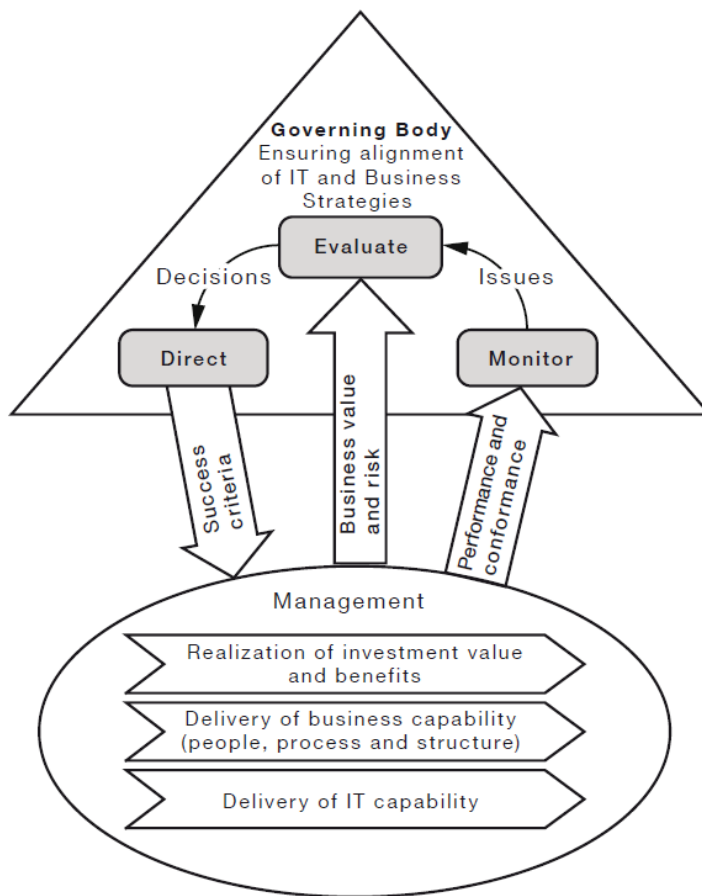 Governing Body
Ensuring alignment
of IT and Business
Strategies
Evaluate
Decisions
Issues
Direct
Monitor
Success
criteria
Business value
and risk
Performance and
conformance
Management
Realization of investment value
and benefits
Delivery of business capability
(people, process and structure)
Delivery of IT capability